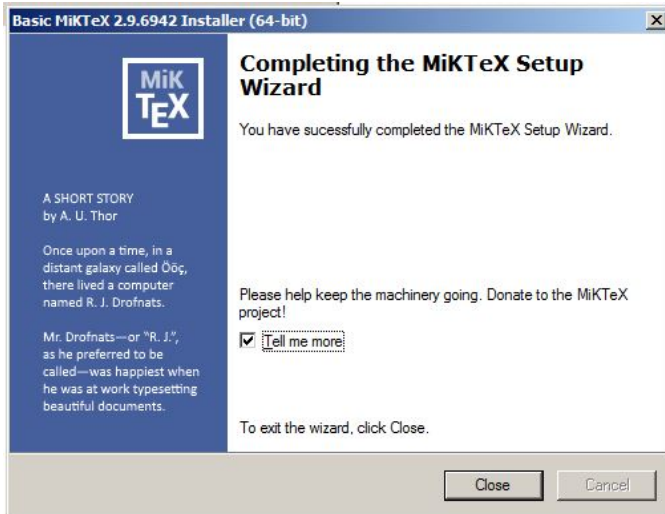 Basic MiKTeX 2.9.6942 Installer (64-bit)
MiK
TEX
Completing the MiKTeX Setup
Wizard
You have sucessfully completed the MiKTeX Setup Wizard.
A SHORT STORY
by A. U. Thor
Once upon a time, in a
distant galaxy called Ööç,
there lived a computer
named R. J. Drofnats.
Mr. Drofnats—or “R. J.”,
as he preferred to be
called—was happiest when
he was at work typesetting
beautiful documents.
Please help keep the machinery going. Donate to the MiKTeX
project!
Tell me more
To exit the wizard, click Close.
Close
Cancel